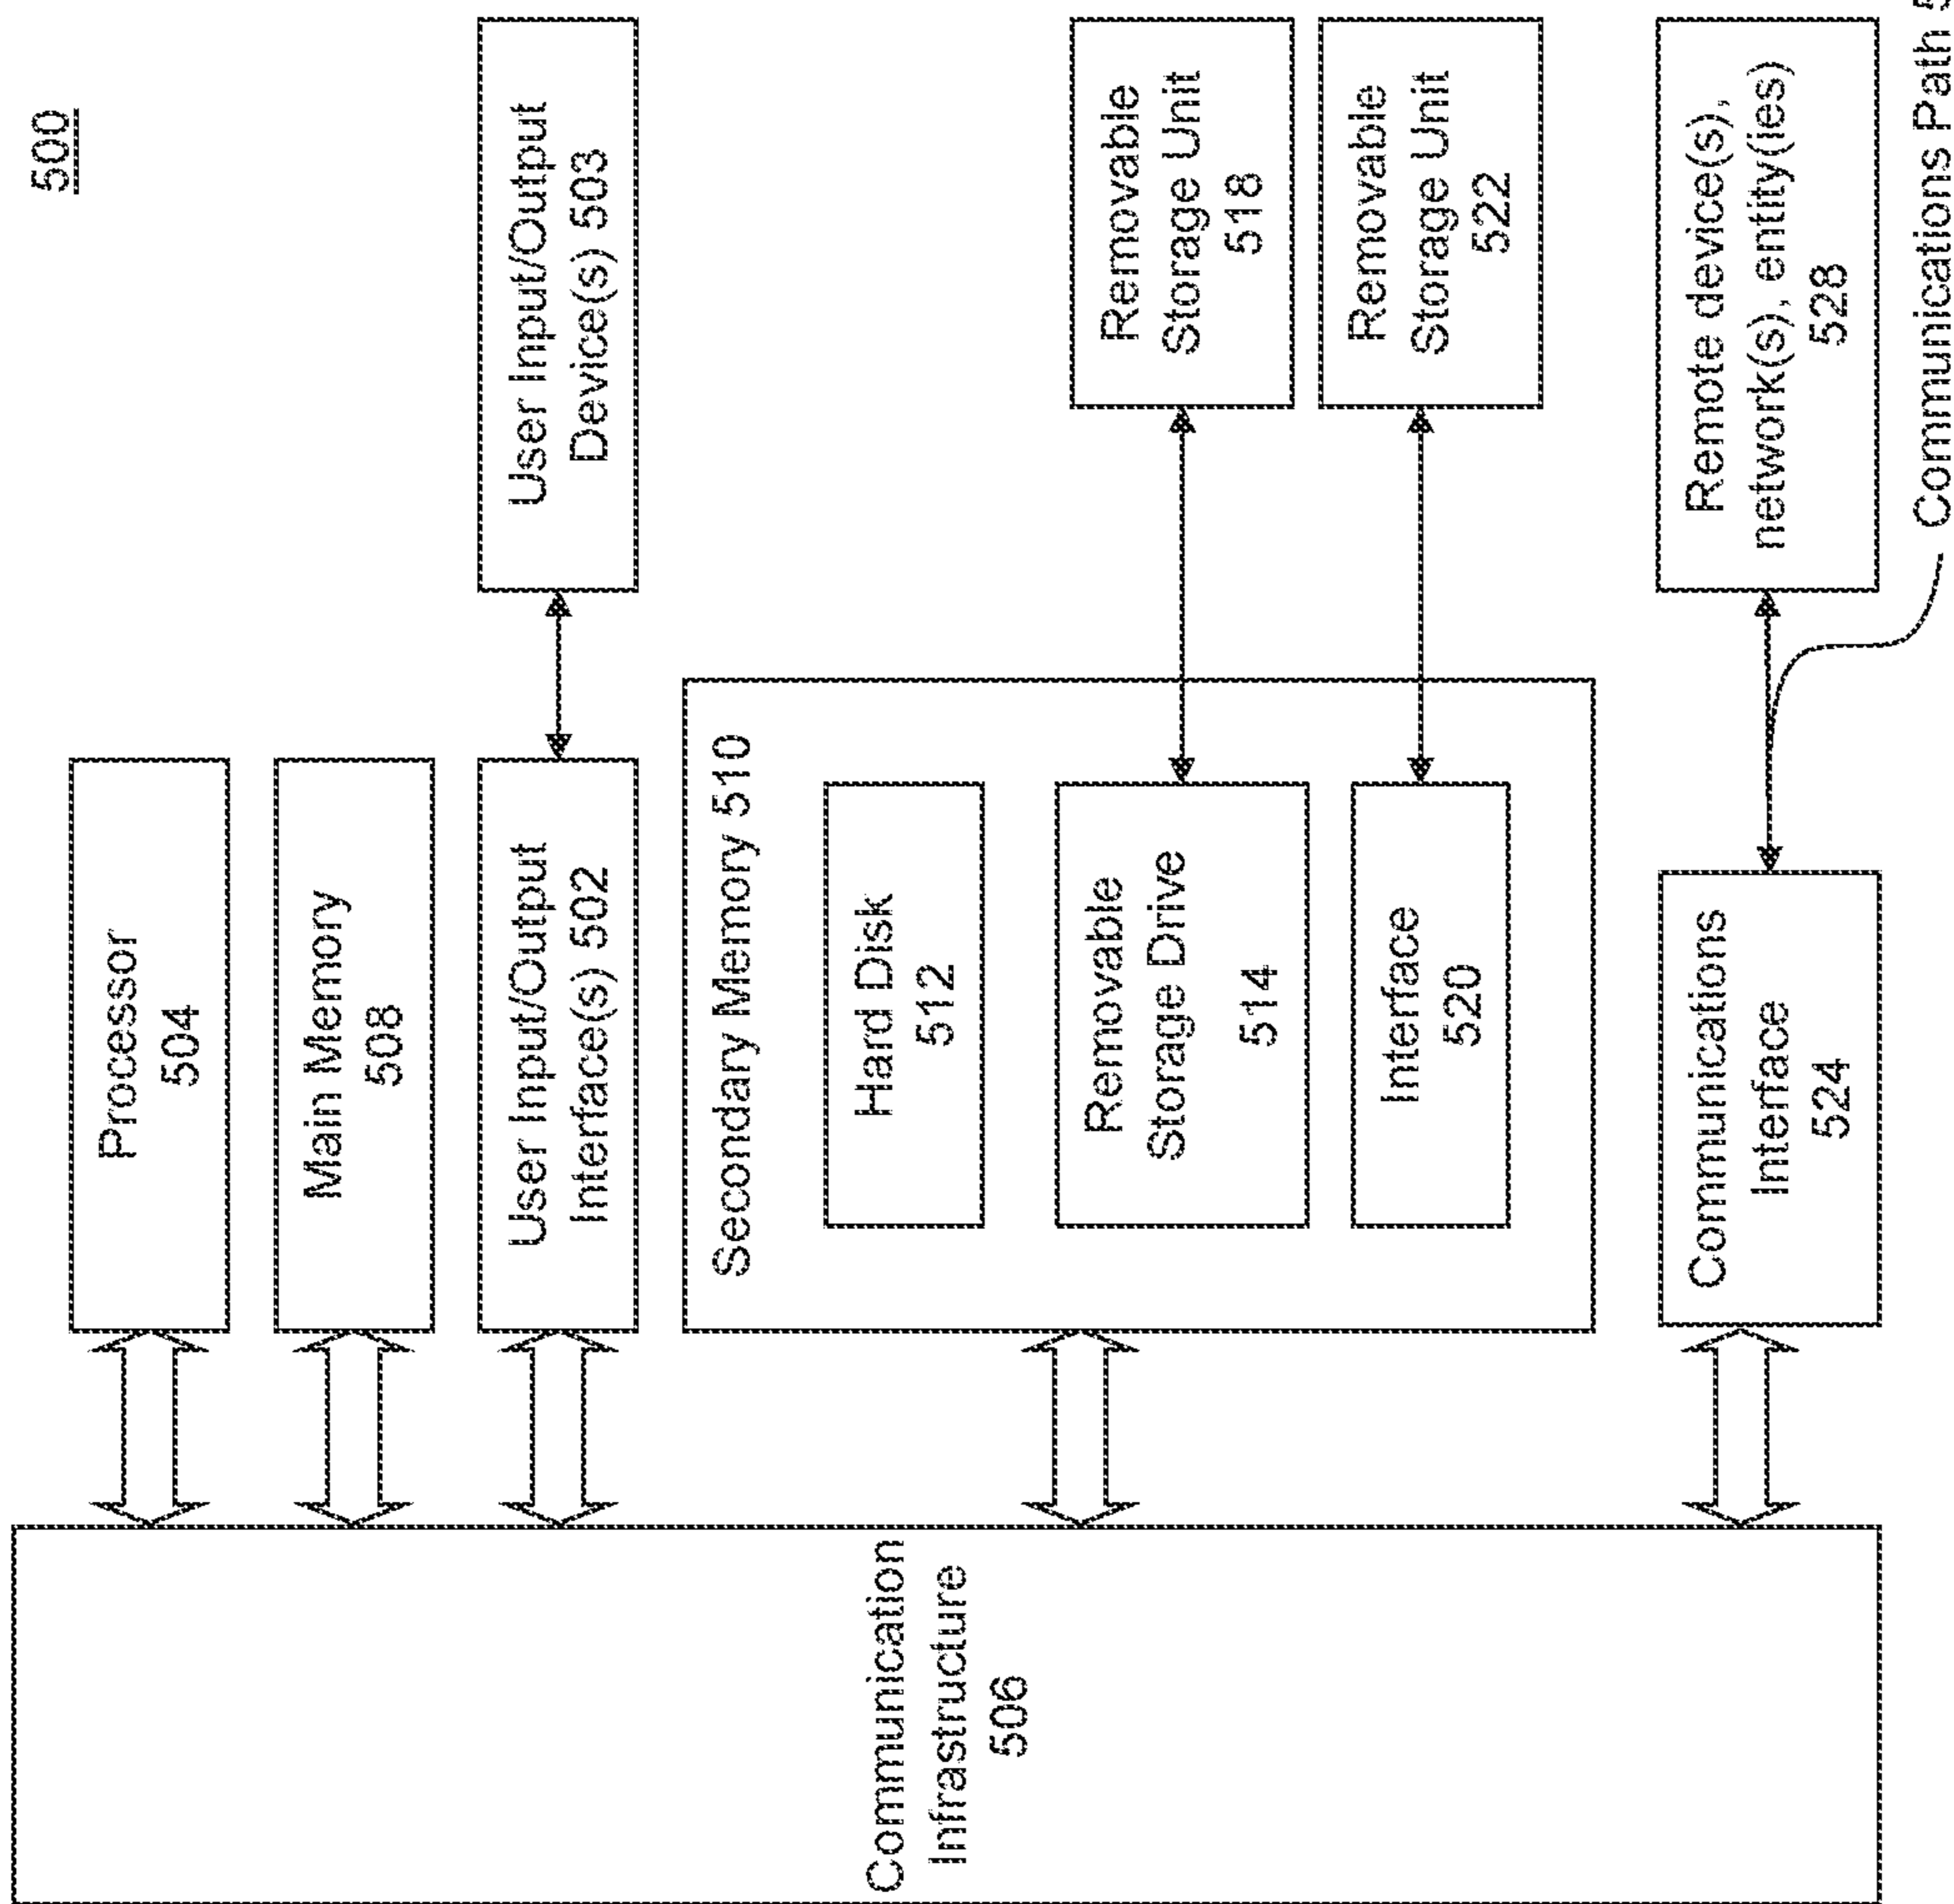 500
Processor
504
Main Memory
508
User Input/Output
Interface(s) 502
User Input/Output
Device(s) 503
Secondary Memory 510
Hard Disk
512
Removable
Storage Drive
514
Interface
520
Removable
Storage Unit
518
Removable
Storage Unit
522
Communications
Interface
524
Remote device(s),
network(s), entity(ies)
528
Communications Path
Communication
Infrastructure
506